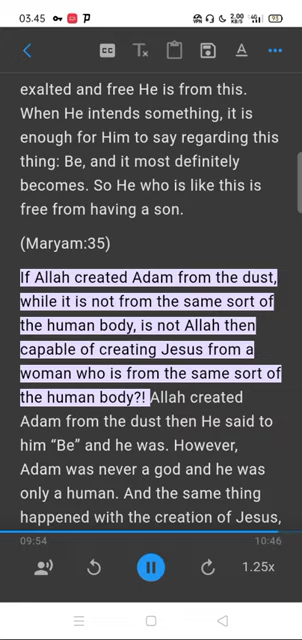 03.45
2,00 KB/S
4G
93
CC
exalted and free He is from this.
When He intends something, it is
enough for Him to say regarding this
thing: Be, and it most definitely
becomes. So He who is like this is
free from having a son.
(Maryam:35)
If Allah created Adam from the dust,
while it is not from the same sort of
the human body, is not Allah then
capable of creating Jesus from a
woman who is from the same sort of
the human body?! Allah created
Adam from the dust then He said to
him “Be” and he was. However,
Adam was never a god and he was
only a human. And the same thing
happened with the creation of Jesus,
09:54 10:46
1.25x